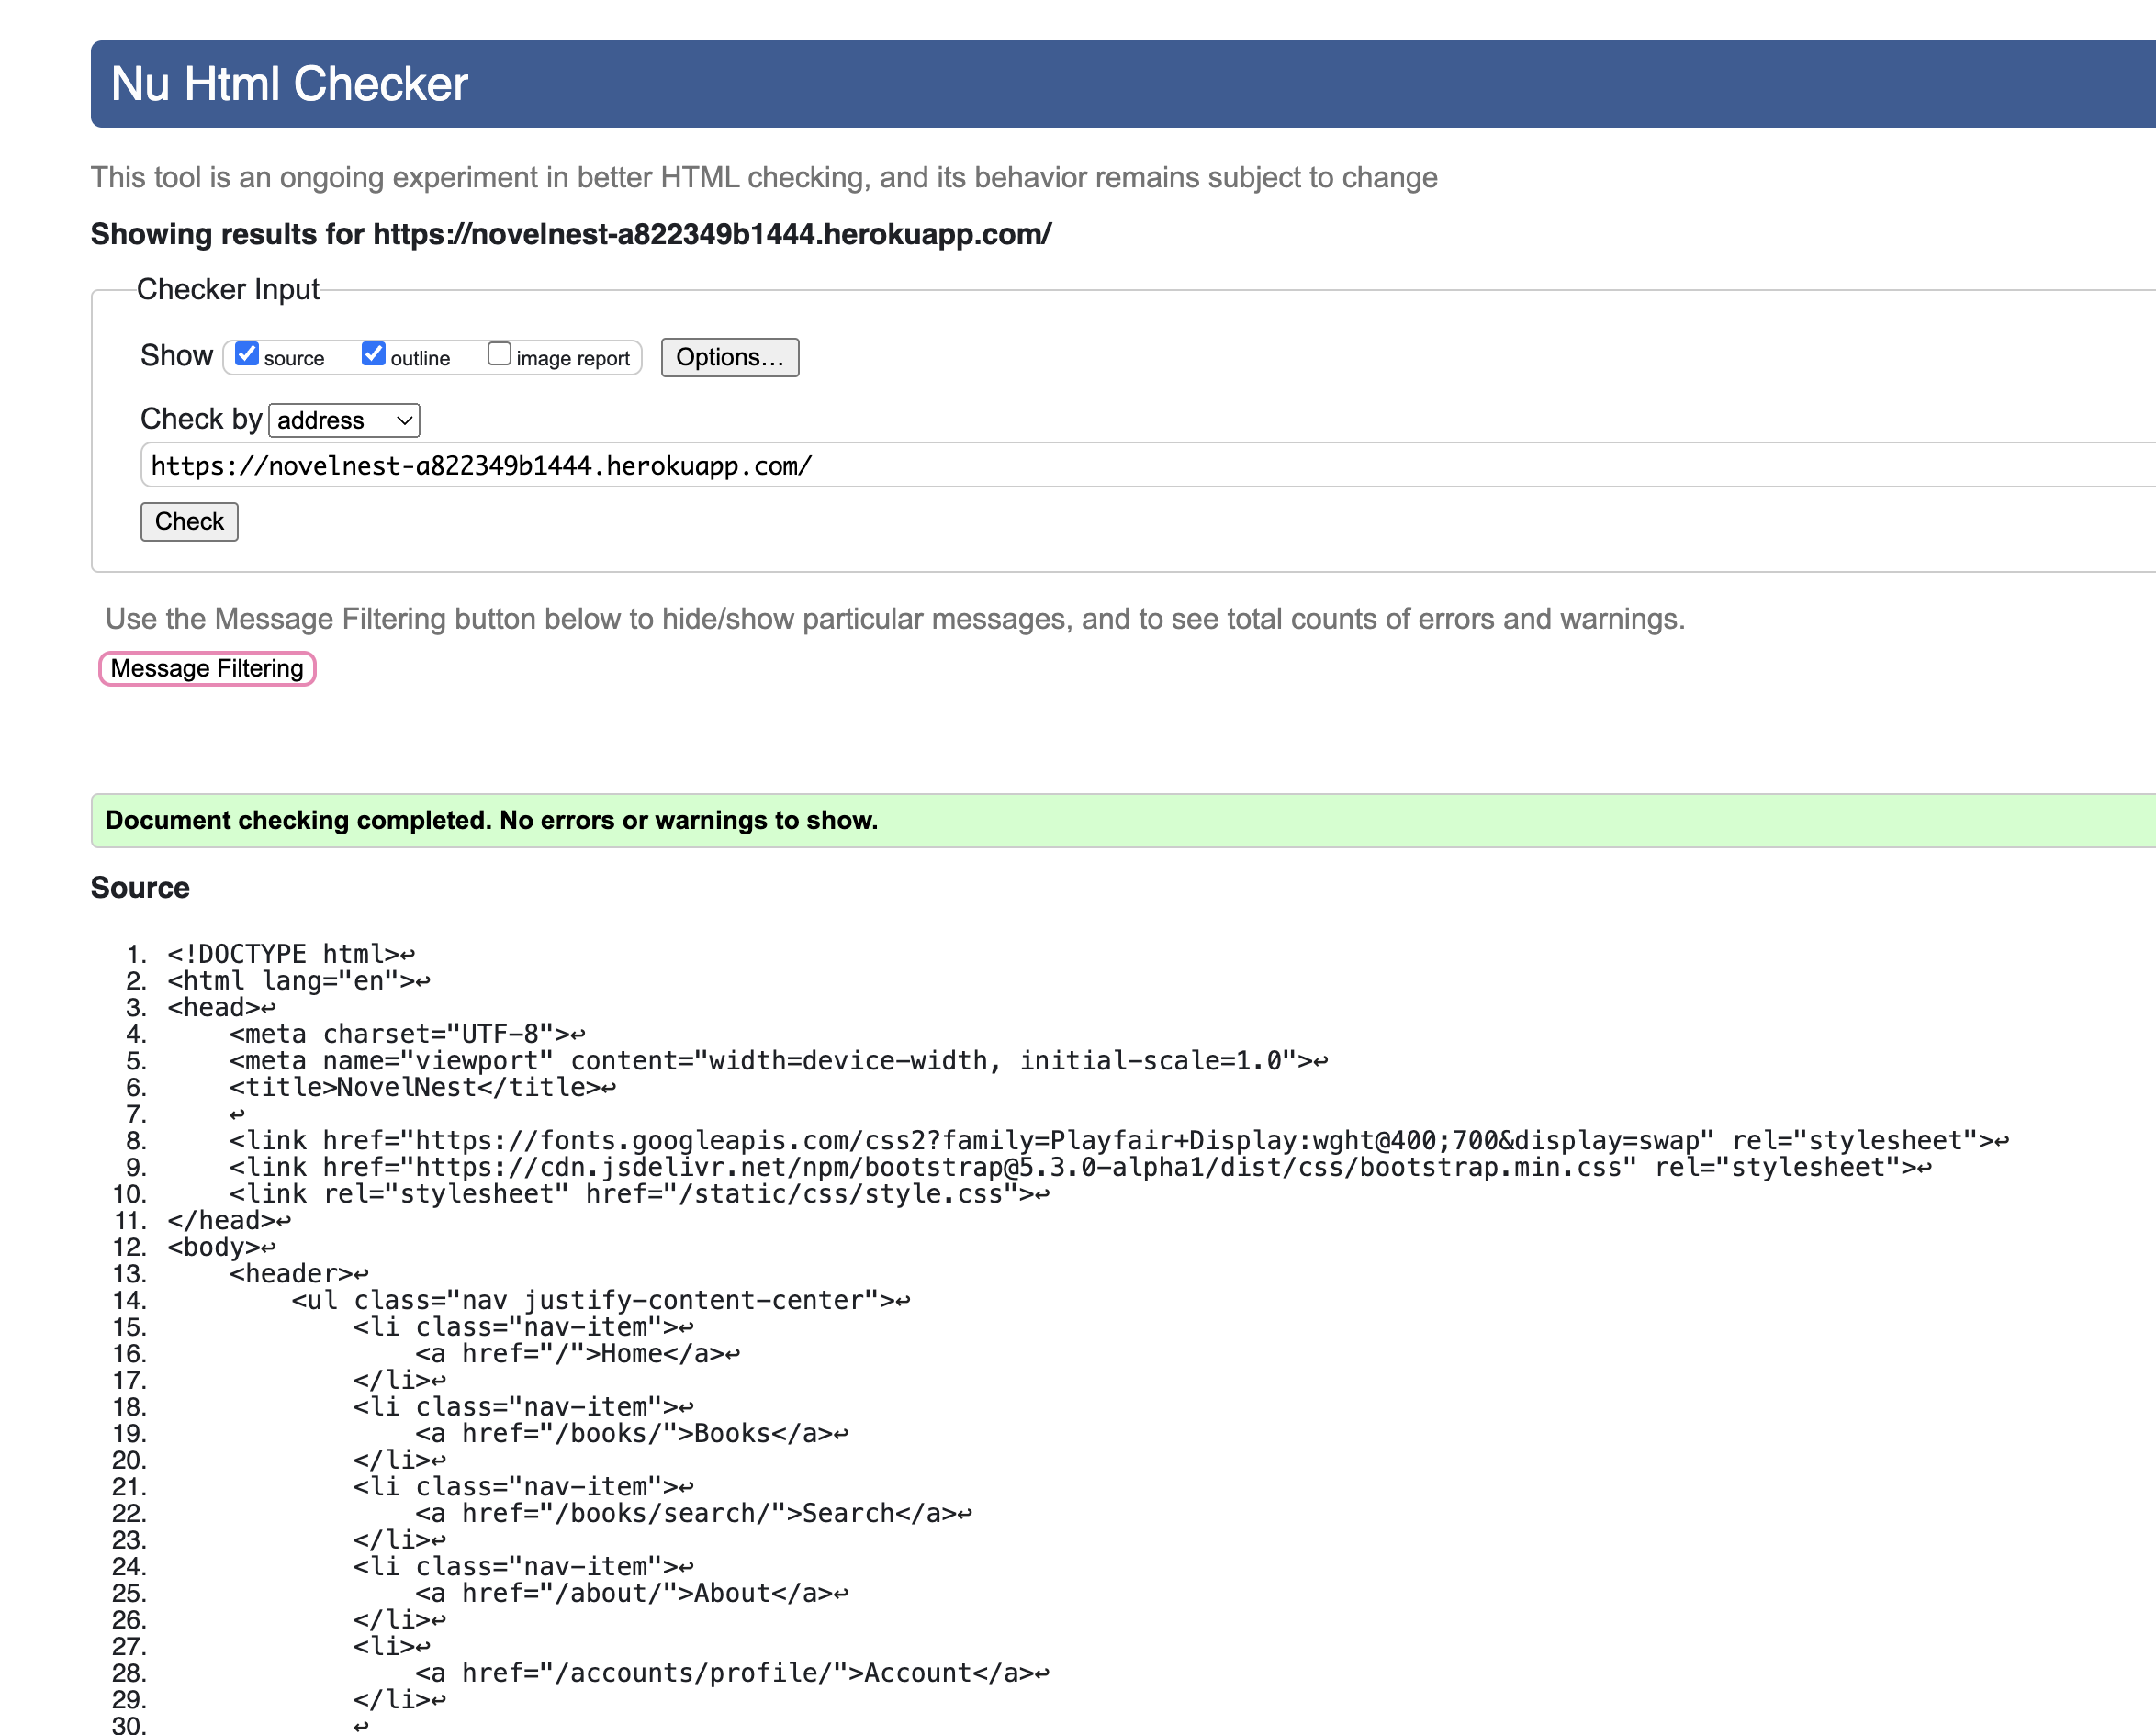 Nu Html Checker
This tool is an ongoing experiment in better HTML checking, and its behavior remains subject to change
Showing results for https://novelnest-a822349b1444.herokuapp.com/
Checker Input
Show source outline image report Options...
Check by address
https://novelnest-a822349b1444.herokuapp.com/
Check
Use the Message Filtering button below to hide/show particular messages, and to see total counts of errors and warnings.
Message Filtering
Document checking completed. No errors or warnings to show.
Source
1. <!DOCTYPE html>↩
2. <html lang="en">↩
3. <head>↩
4.     <meta charset="UTF-8">↩
5.     <meta name="viewport" content="width=device-width, initial-scale=1.0">↩
6.     <title>NovelNest</title>↩
7.     ↩
8.     <link href="https://fonts.googleapis.com/css2?family=Playfair+Display:wght@400;700&display=swap" rel="stylesheet">↩
9.     <link href="https://cdn.jsdelivr.net/npm/bootstrap@5.3.0-alpha1/dist/css/bootstrap.min.css" rel="stylesheet">↩
10.     <link rel="stylesheet" href="/static/css/style.css">↩
11. </head>↩
12. <body>↩
13.     <header>↩
14.         <ul class="nav justify-content-center">↩
15.             <li class="nav-item">↩
16.                 <a href="/">Home</a>↩
17.             </li>↩
18.             <li class="nav-item">↩
19.                 <a href="/books/">Books</a>↩
20.             </li>↩
21.             <li class="nav-item">↩
22.                 <a href="/books/search/">Search</a>↩
23.             </li>↩
24.             <li class="nav-item">↩
25.                 <a href="/about/">About</a>↩
26.             </li>↩
27.             <li>↩
28.                 <a href="/accounts/profile/">Account</a>↩
29.             </li>↩
30.             ↩